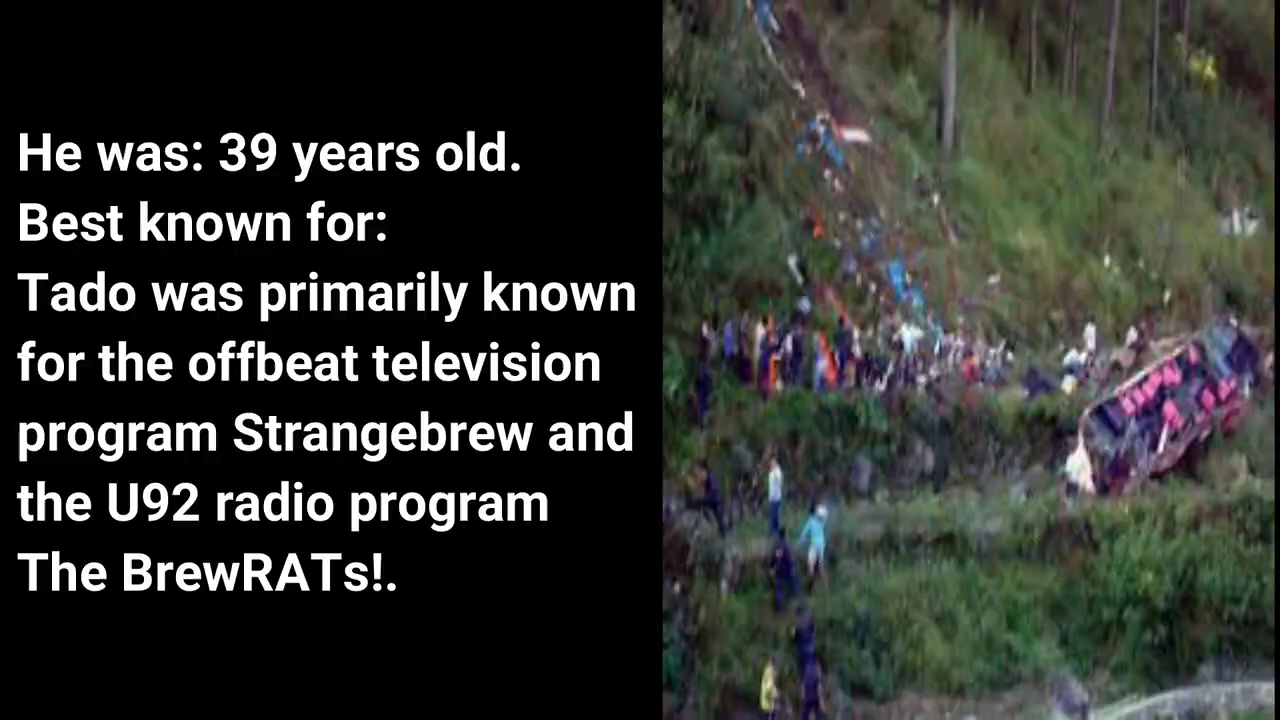 He was: 39 years old.
Best known for:
Tado was primarily known
for the offbeat television
program Strangebrew and
the U92 radio program
The BrewRATs!.